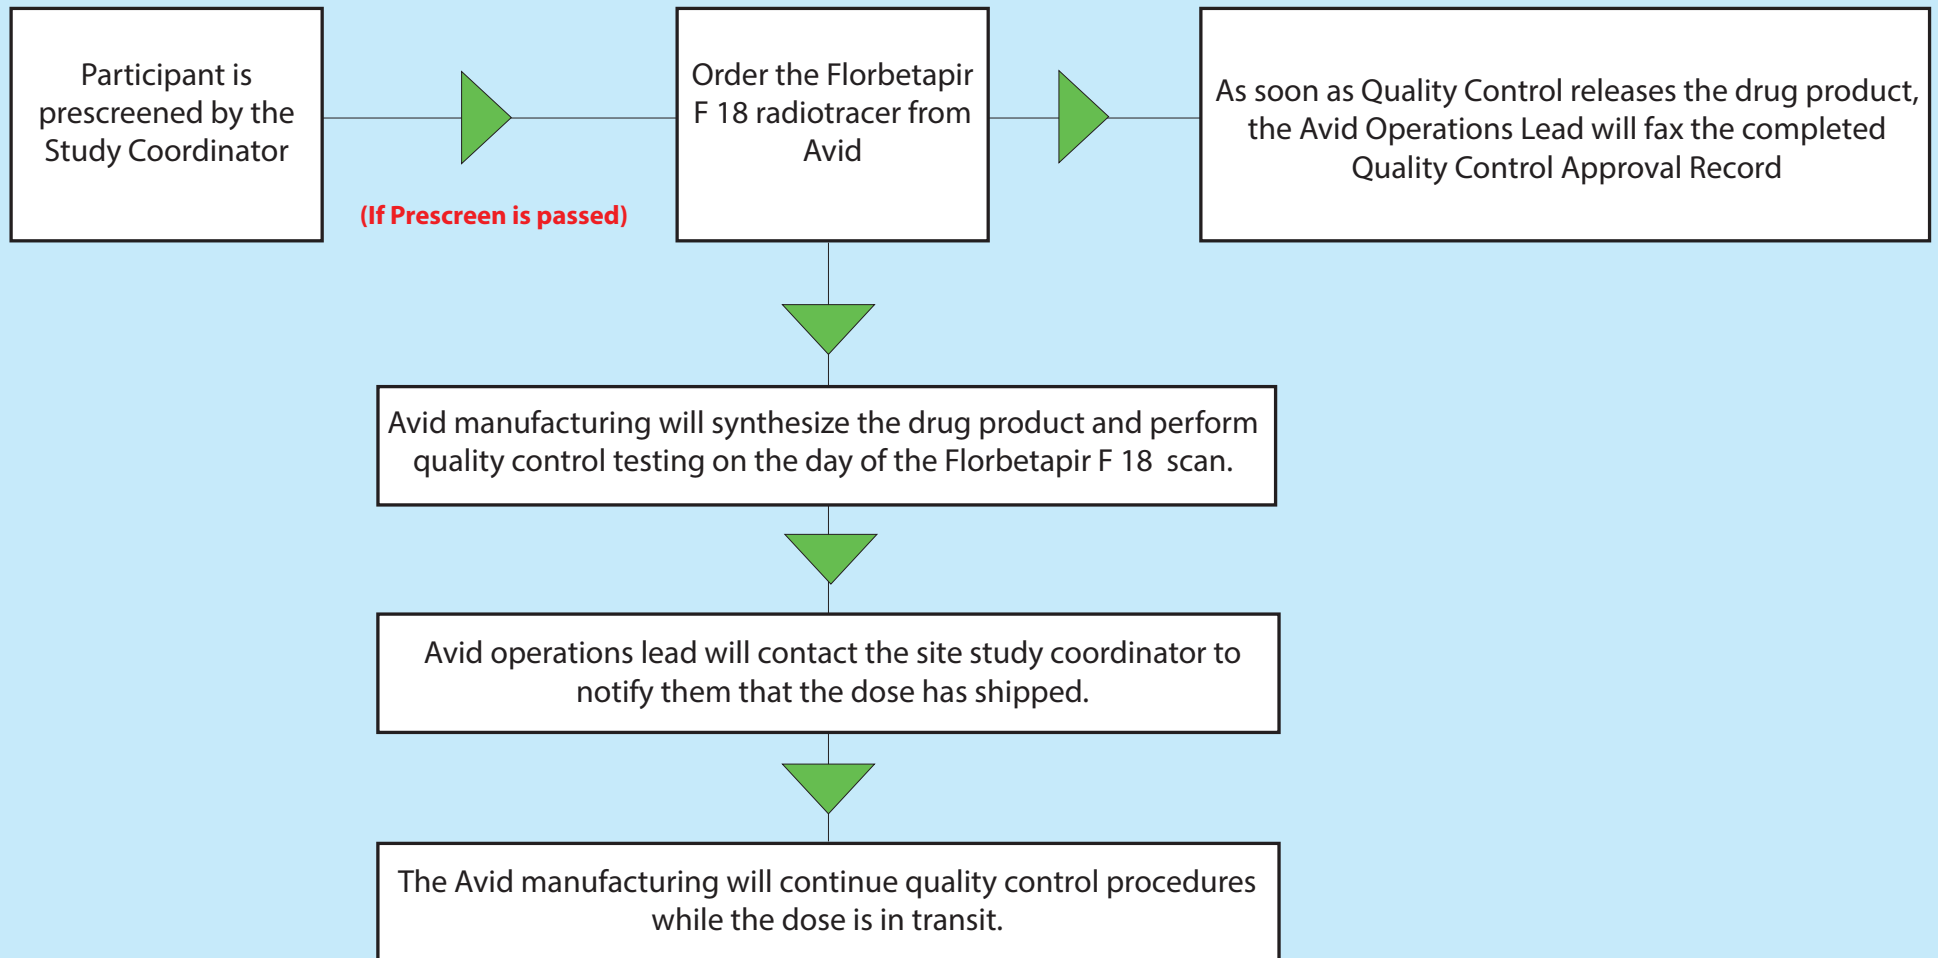 Participant is
prescreened by the
Study Coordinator
(If Prescreen is passed)
Order the Florbetapir
F 18 radiotracer from
Avid
As soon as Quality Control releases the drug product,
the Avid Operations Lead will fax the completed
Quality Control Approval Record
Avid manufacturing will synthesize the drug product and perform
quality control testing on the day of the Florbetapir F 18 scan.
Avid operations lead will contact the site study coordinator to
notify them that the dose has shipped.
The Avid manufacturing will continue quality control procedures
while the dose is in transit.